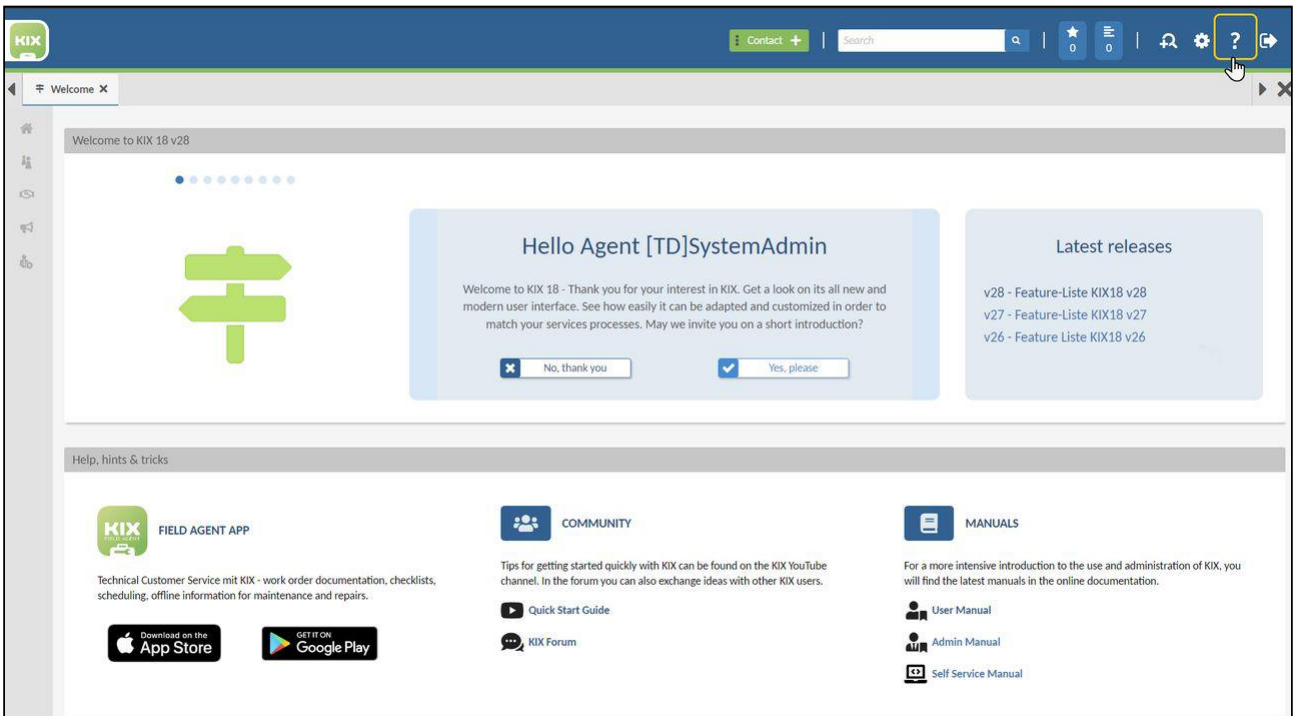 KIX
Contact +
Search
0
0
?
Welcome
Welcome to KIX 18 v28
Hello Agent [TD]SystemAdmin
Welcome to KIX 18 - Thank you for your interest in KIX. Get a look on its all new and
modern user interface. See how easily it can be adapted and customized in order to
match your services processes. May we invite you on a short introduction?
No, thank you
Yes, please
Latest releases
v28 - Feature-Liste KIX18 v28
v27 - Feature-Liste KIX18 v27
v26 - Feature Liste KIX18 v26
Help, hints & tricks
KIX
FIELD AGENT
FIELD AGENT APP
Technical Customer Service mit KIX - work order documentation, checklists,
scheduling, offline information for maintenance and repairs.
Download on the
App Store
GET IT ON
Google Play
COMMUNITY
Tips for getting started quickly with KIX can be found on the KIX YouTube
channel. In the forum you can also exchange ideas with other KIX users.
Quick Start Guide
KIX Forum
MANUALS
For a more intensive introduction to the use and administration of KIX, you
will find the latest manuals in the online documentation.
User Manual
Admin Manual
Self Service Manual